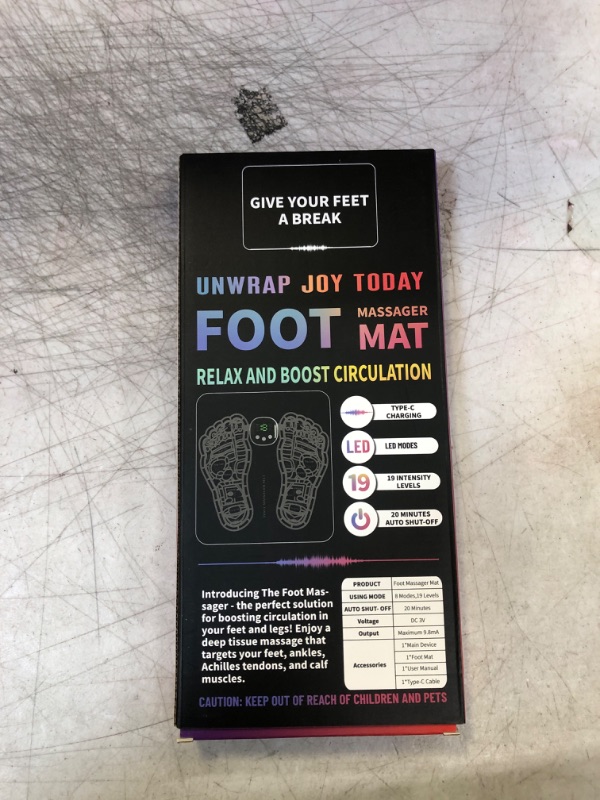 GIVE YOUR FEET
A BREAK
UNWRAP JOY TODAY
FOOT MASSAGER MAT
RELAX AND BOOST CIRCULATION
TYPE-C
CHARGING
LED LED MODES
19 19 INTENSITY
LEVELS
20 MINUTES
AUTO SHUT-OFF
Introducing The Foot Mas-
sager - the perfect solution
for boosting circulation in
your feet and legs! Enjoy a
deep tissue massage that
targets your feet, ankles,
Achilles tendons, and calf
muscles.
PRODUCT Foot Massager Mat
USING MODE 8 Modes,19 Levels
AUTO SHUT- OFF 20 Minutes
Voltage DC 3V
Output Maximum 9.8mA
Accessories
1*Main Device
1*Foot Mat
1*User Manual
1*Type-C Cable
CAUTION: KEEP OUT OF REACH OF CHILDREN AND PETS